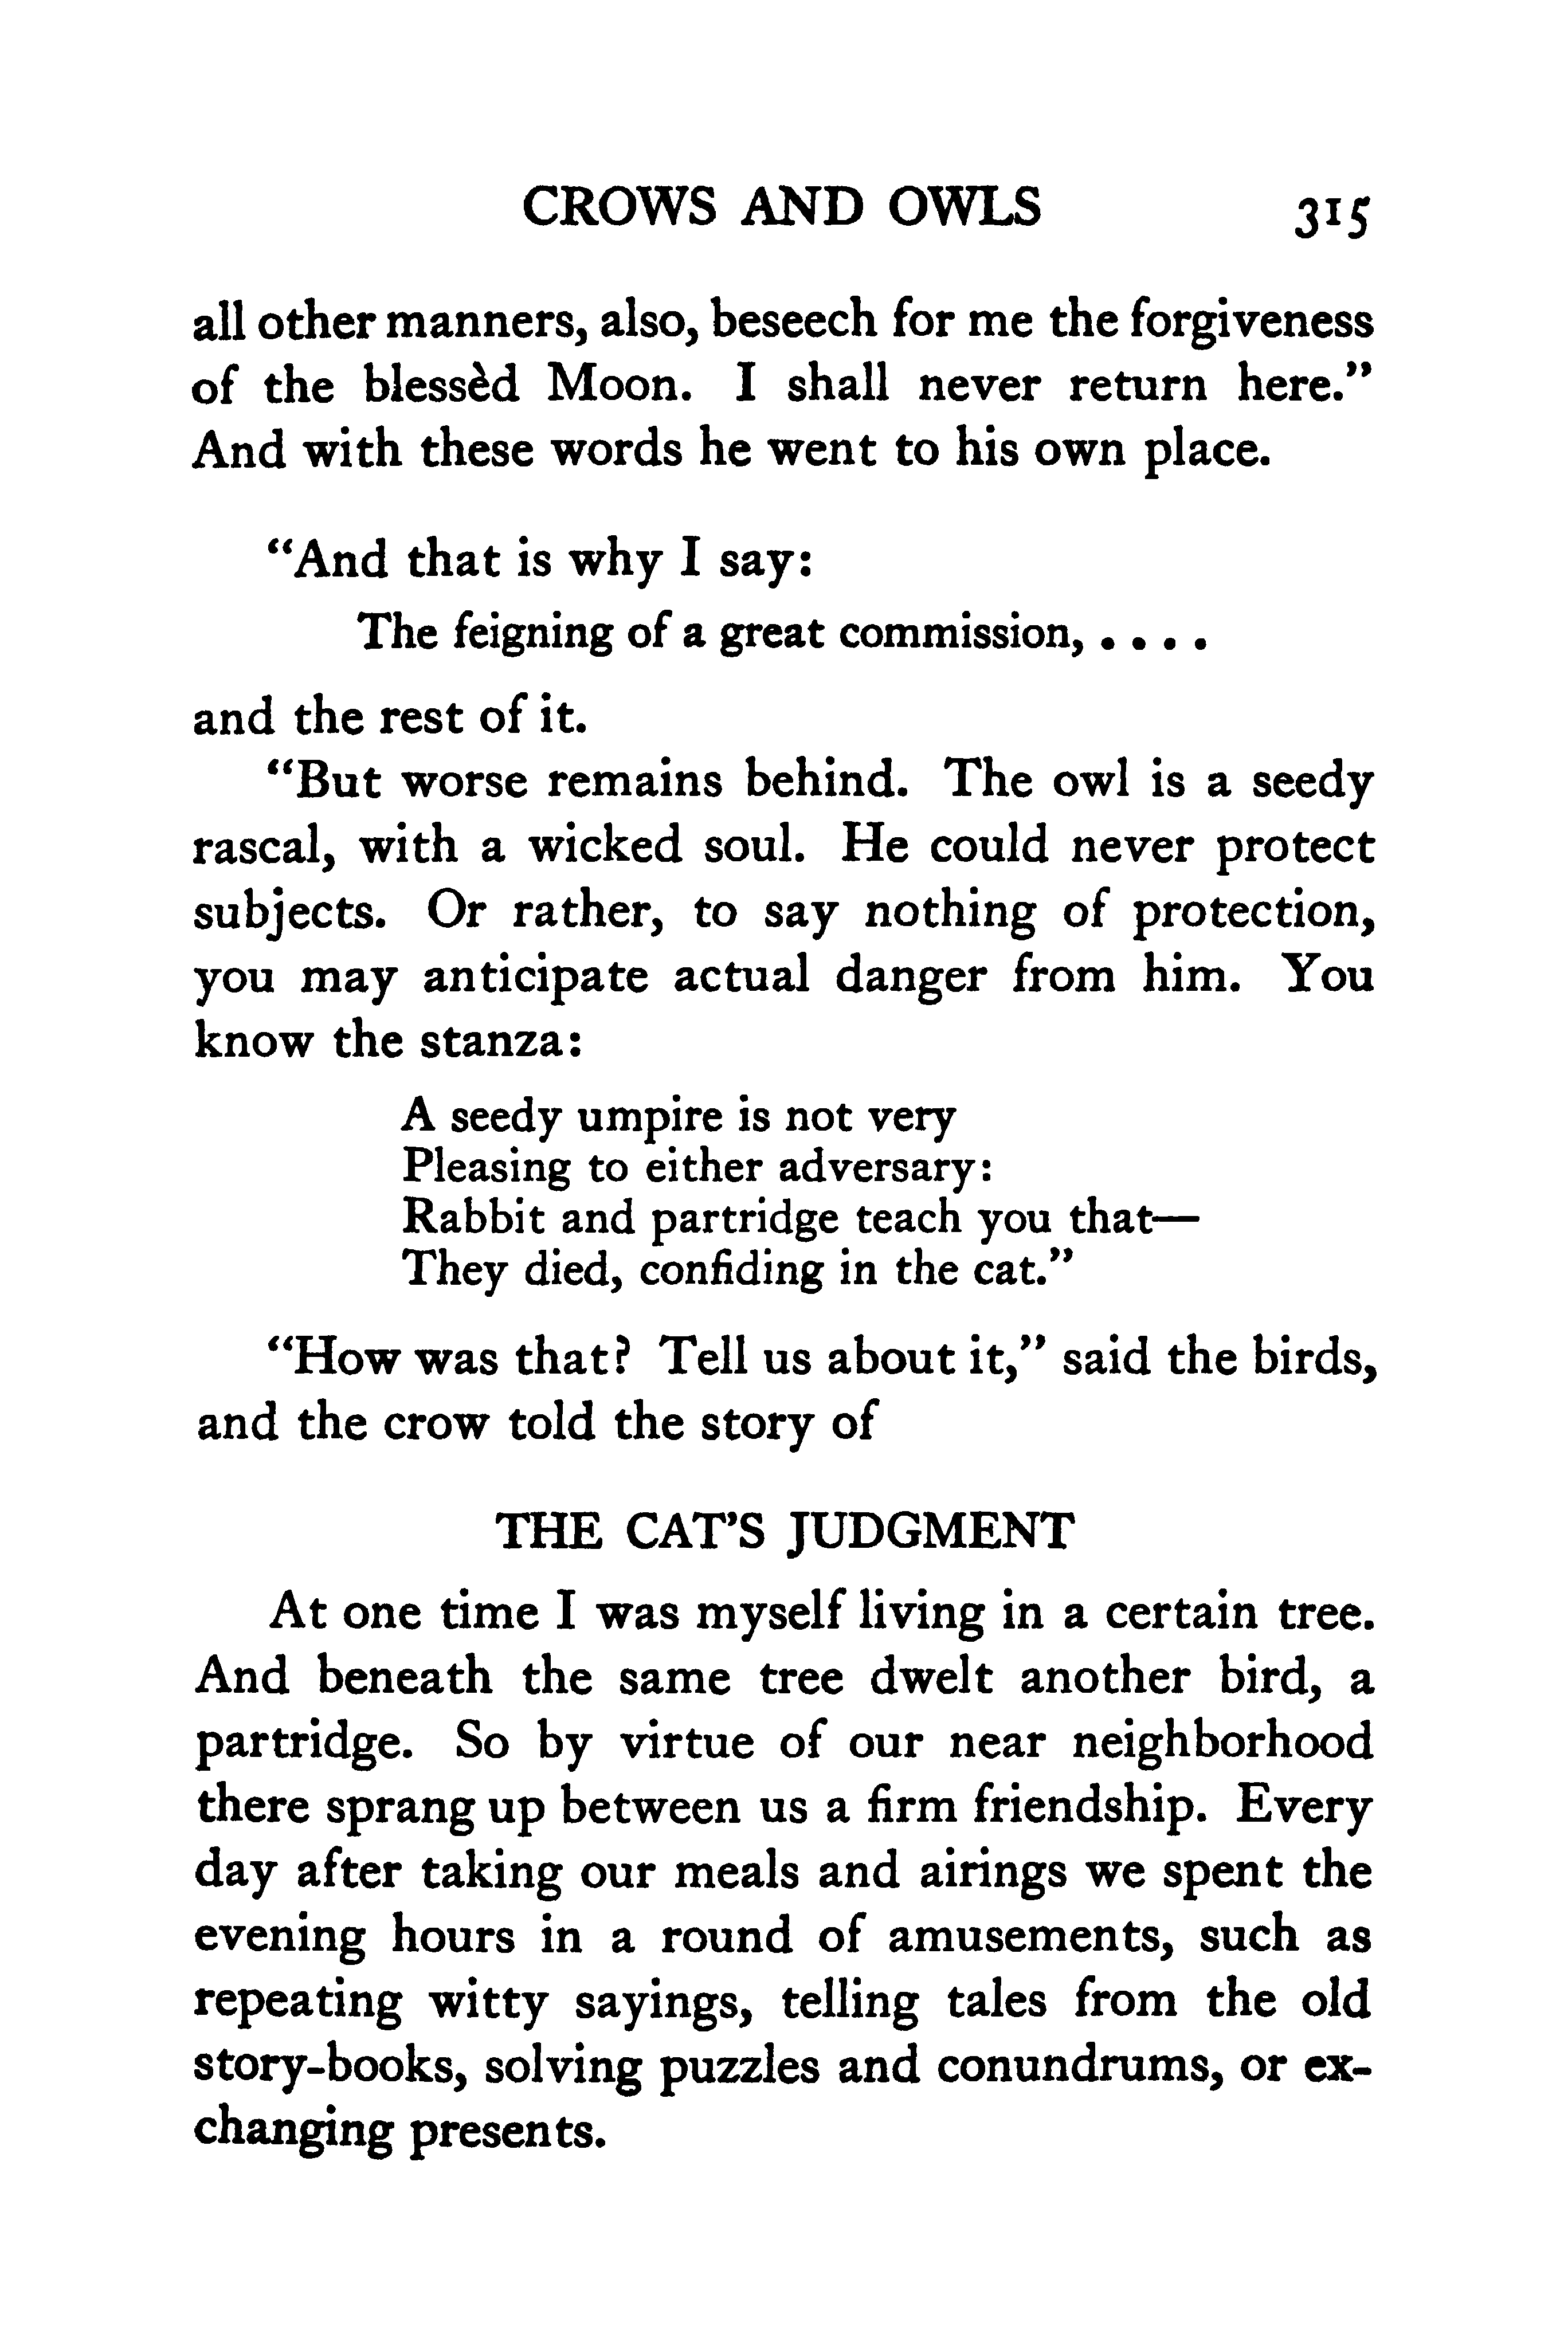 CROWS AND OWLS 315
all other manners, also, beseech for me the forgiveness
of the blessèd Moon. I shall never return here.”
And with these words he went to his own place.
“And that is why I say:
The feigning of a great commission, . . . .
and the rest of it.
“But worse remains behind. The owl is a seedy
rascal, with a wicked soul. He could never protect
subjects. Or rather, to say nothing of protection,
you may anticipate actual danger from him. You
know the stanza:
A seedy umpire is not very
Pleasing to either adversary:
Rabbit and partridge teach you that—
They died, confiding in the cat.”
“How was that? Tell us about it,” said the birds,
and the crow told the story of
THE CAT’S JUDGMENT
At one time I was myself living in a certain tree.
And beneath the same tree dwelt another bird, a
partridge. So by virtue of our near neighborhood
there sprang up between us a firm friendship. Every
day after taking our meals and airings we spent the
evening hours in a round of amusements, such as
repeating witty sayings, telling tales from the old
story-books, solving puzzles and conundrums, or ex-
changing presents.